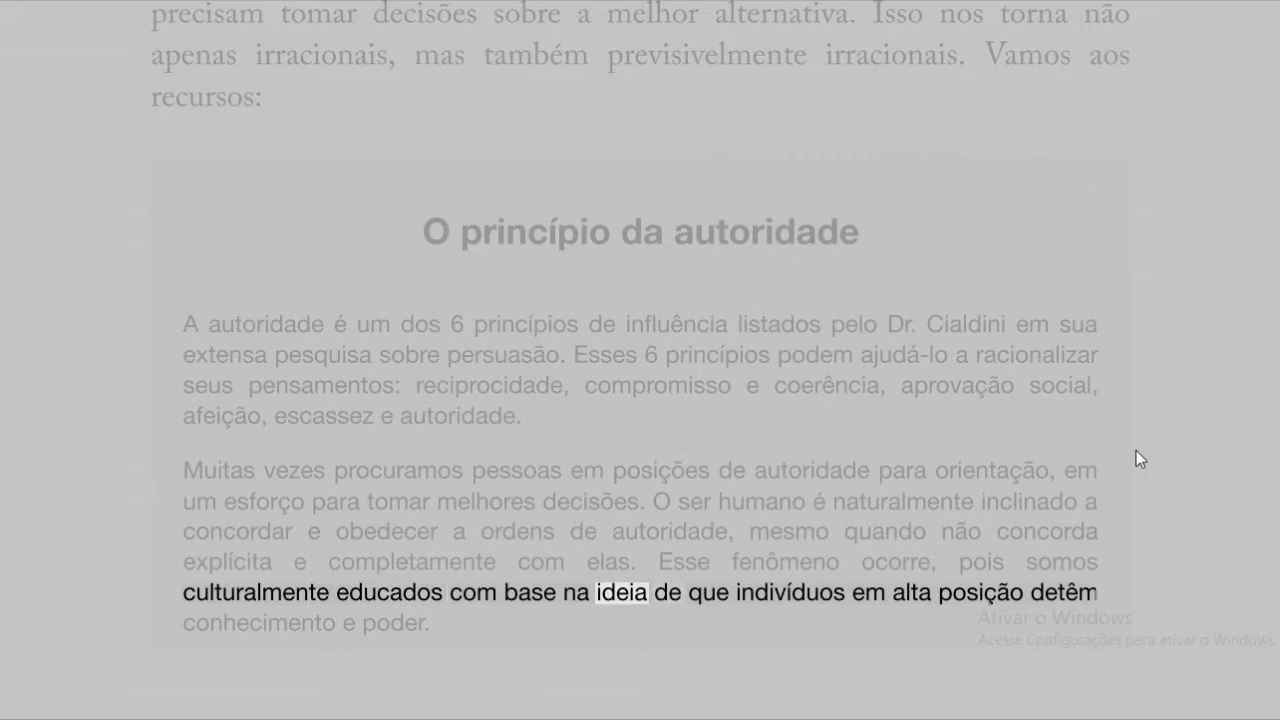 precisam tomar decisões sobre a melhor alternativa. Isso nos torna não
apenas irracionais, mas também previsivelmente irracionais. Vamos aos
recursos:
O princípio da autoridade
A autoridade é um dos 6 princípios de influência listados pelo Dr. Cialdini em sua
extensa pesquisa sobre persuasão. Esses 6 princípios podem ajudá-lo a racionalizar
seus pensamentos: reciprocidade, compromisso e coerência, aprovação social,
afeição, escassez e autoridade.
Muitas vezes procuramos pessoas em posições de autoridade para orientação, em
um esforço para tomar melhores decisões. O ser humano é naturalmente inclinado a
concordar e obedecer a ordens de autoridade, mesmo quando não concorda
explícita e completamente com elas. Esse fenômeno ocorre, pois somos
culturalmente educados com base na ideia de que indivíduos em alta posição detêm
conhecimento e poder.
Ativar o Windows
Acesse Configurações para ativar o Windows.